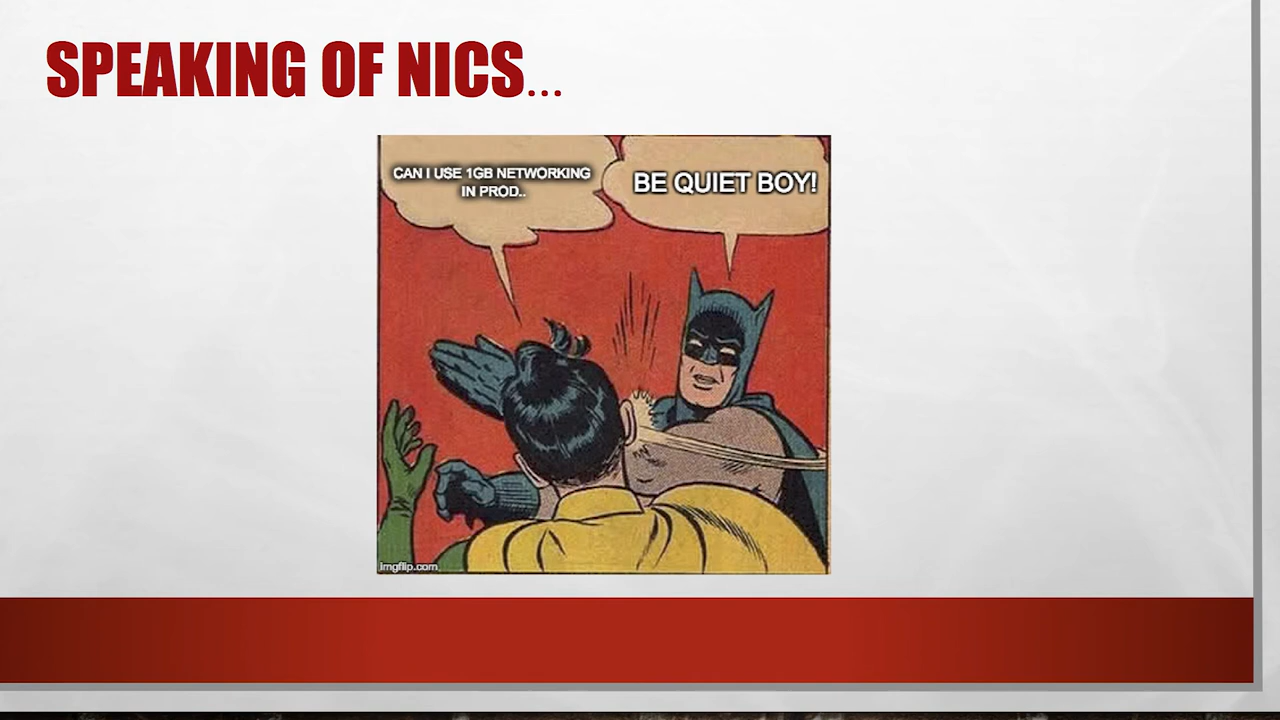 SPEAKING OF NICS...
CAN I USE 1GB NETWORKING
IN PROD..
BE QUIET BOY!
imgflip.com